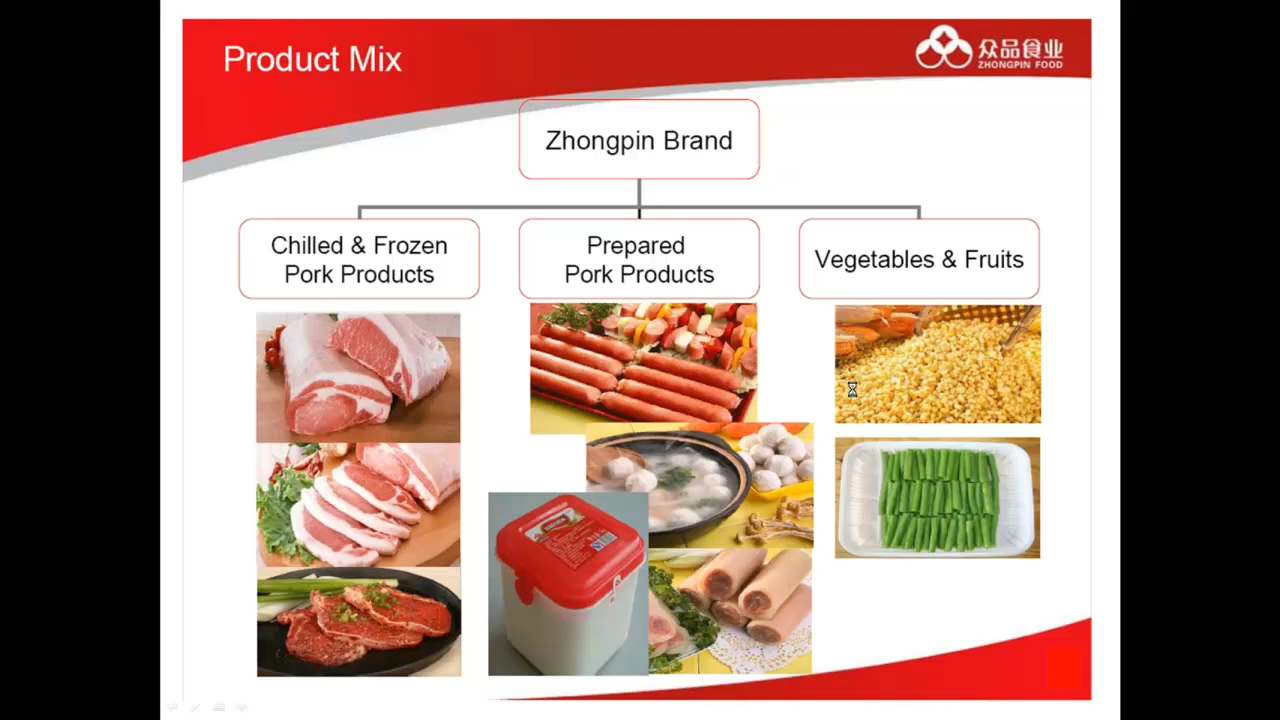 Product Mix
众品食业
ZHONGPIN FOOD
Zhongpin Brand
Chilled & Frozen
Pork Products
Prepared
Pork Products
Vegetables & Fruits